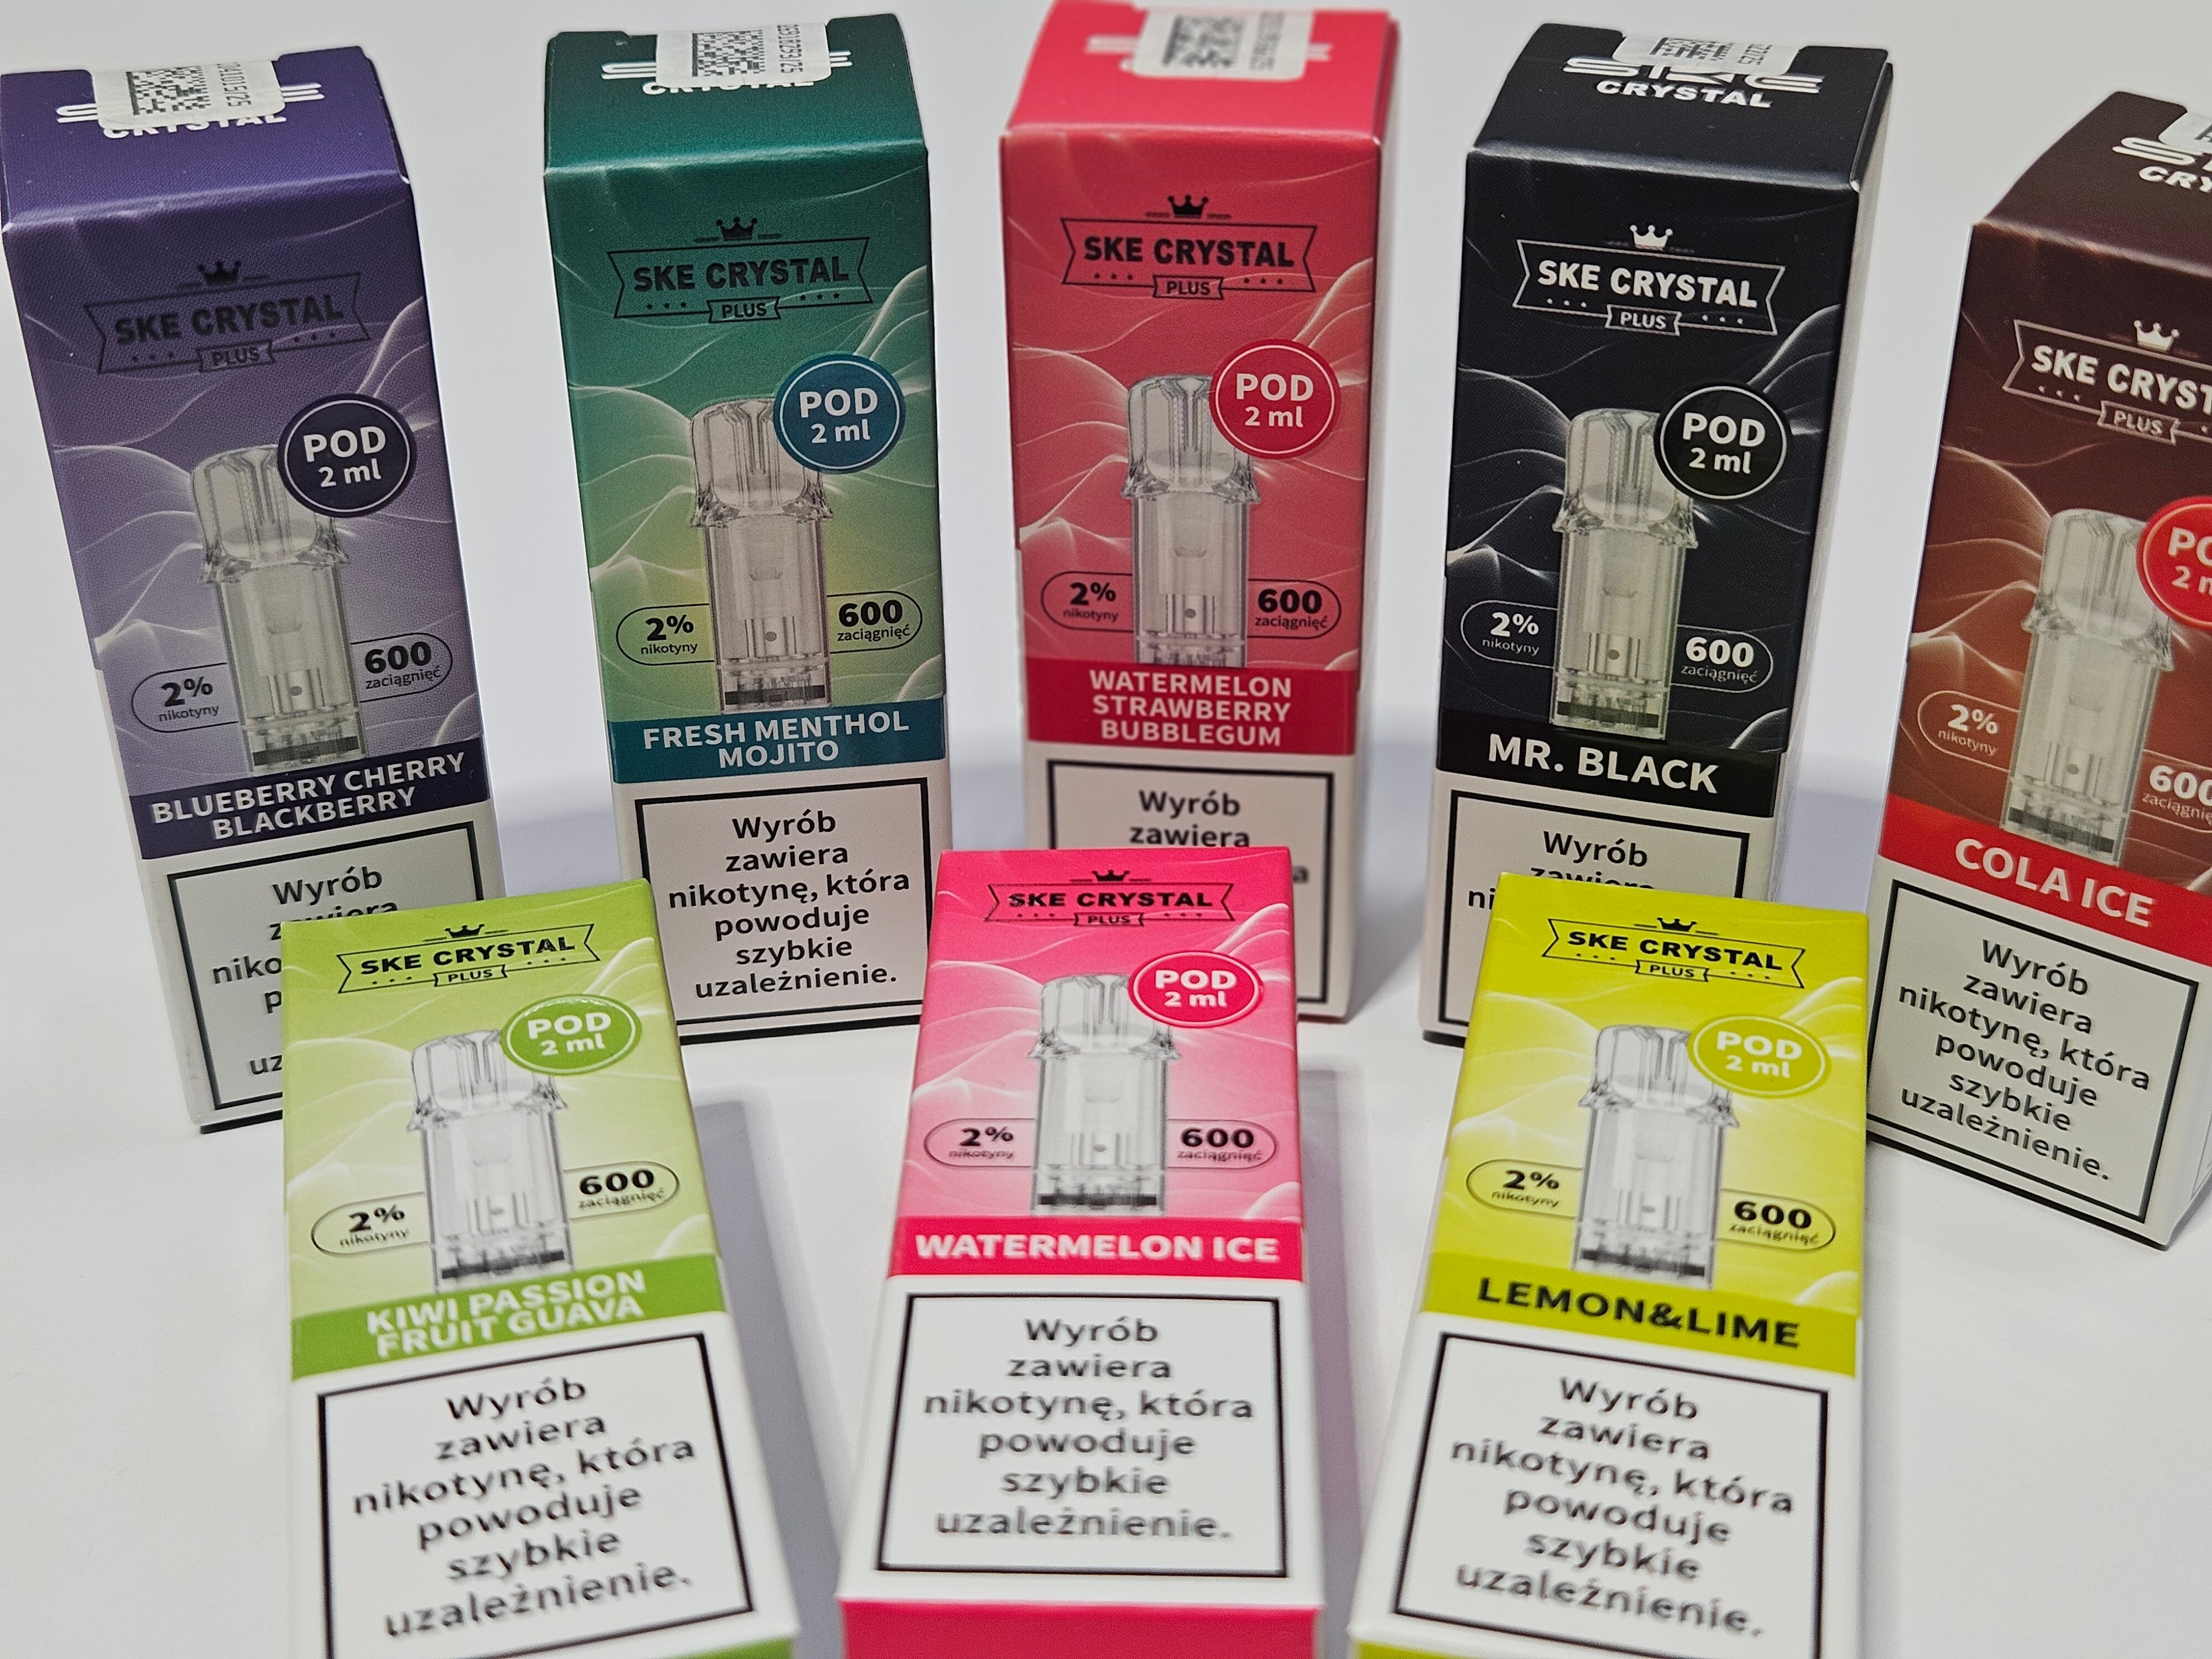 CRYSTAL
SKE CRYSTAL
PLUS
POD
2 ml
2%
nikotyny
600
zaciągnięć
BLUEBERRY CHERRY
BLACKBERRY
Wyrób
CRYSTAL
SKE CRYSTAL
PLUS
POD
2 ml
2%
nikotyny
600
zaciągnięć
FRESH MENTHOL
MOJITO
Wyrób
zawiera
nikotynę, która
powoduje
szybkie
uzależnienie.
SKE CRYSTAL
PLUS
POD
2 ml
2%
nikotyny
600
zaciągnięć
WATERMELON
STRAWBERRY
BUBBLEGUM
Wyrób
zawiera
SKE
CRYSTAL
SKE CRYSTAL
PLUS
POD
2 ml
2%
nikotyny
600
zaciągnięć
MR. BLACK
Wyrób
zawiera
SKE
PLUS
2%
nikotyny
600
COLA ICE
Wyrób
zawiera
nikotynę, która
powoduje
szybkie
uzależnienie.
SKE CRYSTAL
PLUS
POD
2 ml
2%
nikotyny
600
zaciągnięć
KIWI PASSION
FRUIT GUAVA
Wyrób
zawiera
nikotynę, która
powoduje
szybkie
uzależnienie.
SKE CRYSTAL
PLUS
POD
2 ml
2%
nikotyny
600
zaciągnięć
WATERMELON ICE
Wyrób
zawiera
nikotynę, która
powoduje
szybkie
uzależnienie.
SKE CRYSTAL
PLUS
POD
2 ml
2%
nikotyny
600
zaciągnięć
LEMON&LIME
Wyrób
zawiera
nikotynę, która
powoduje
szybkie
uzależnienie.